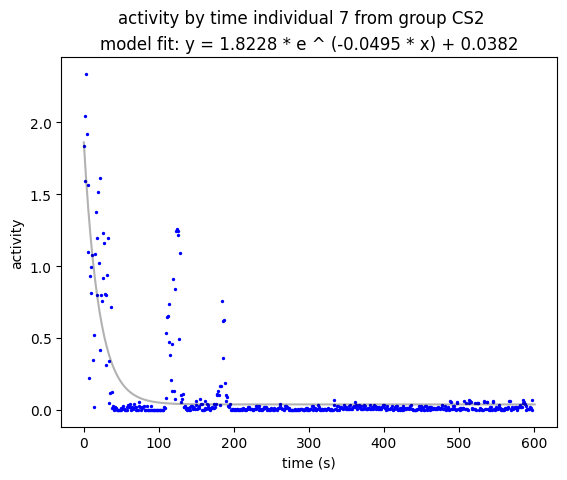 activity by time individual 7 from group CS2
model fit: y = 1.8228 * e ^ (-0.0495 * x) + 0.0382
2.0
1.5
1.0
0.5
0.0
activity
0 100 200 300 400 500 600
time (s)